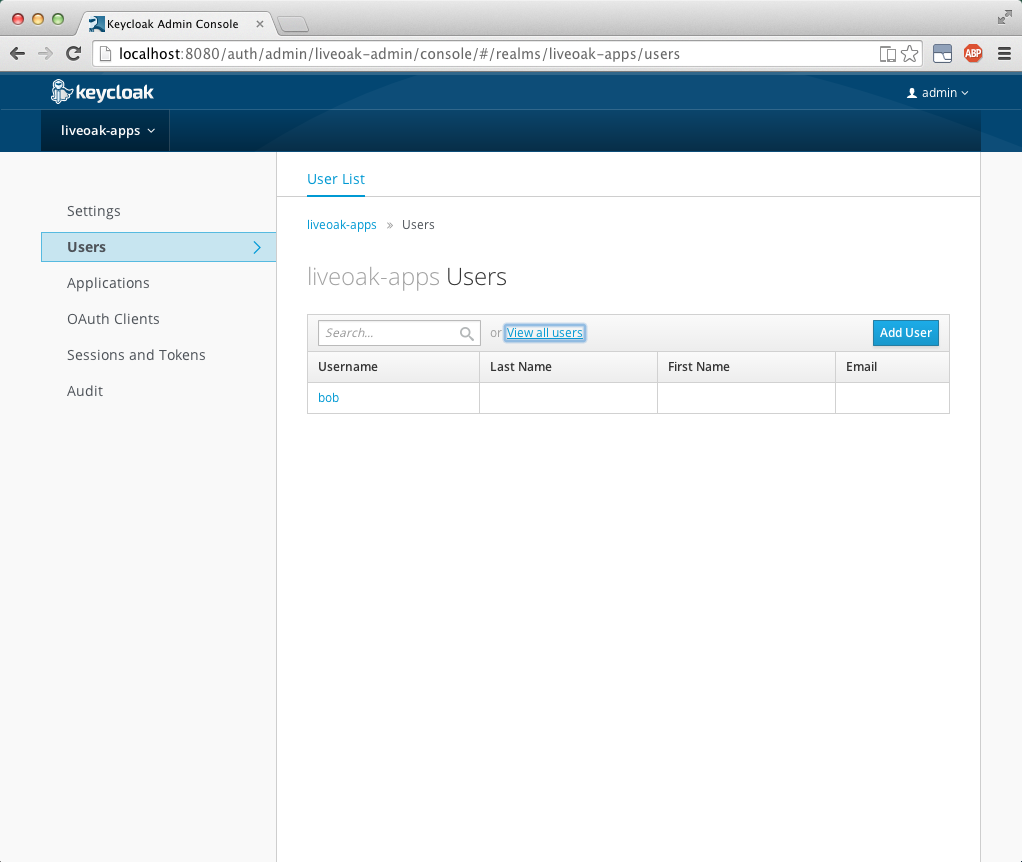 Keycloak Admin Console
localhost:8080/auth/admin/liveoak-admin/console/#/realms/liveoak-apps/users
ABP
keycloak
admin
liveoak-apps
User List
Settings
Users
Applications
OAuth Clients
Sessions and Tokens
Audit
liveoak-apps » Users
liveoak-apps Users
Search... or View all users Add User
Username Last Name First Name Email
bob